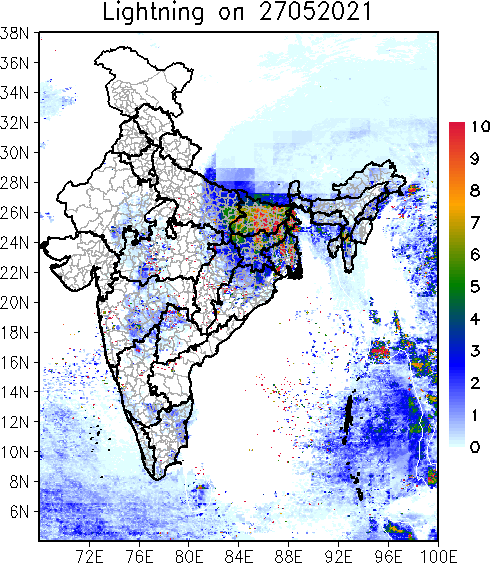 Lightning on 27052021
38N
36N
34N
32N
30N
28N
26N
24N
22N
20N
18N
16N
14N
12N
10N
8N
6N
10
9
8
7
6
5
4
3
2
1
0
72E 76E 80E 84E 88E 92E 96E 100E